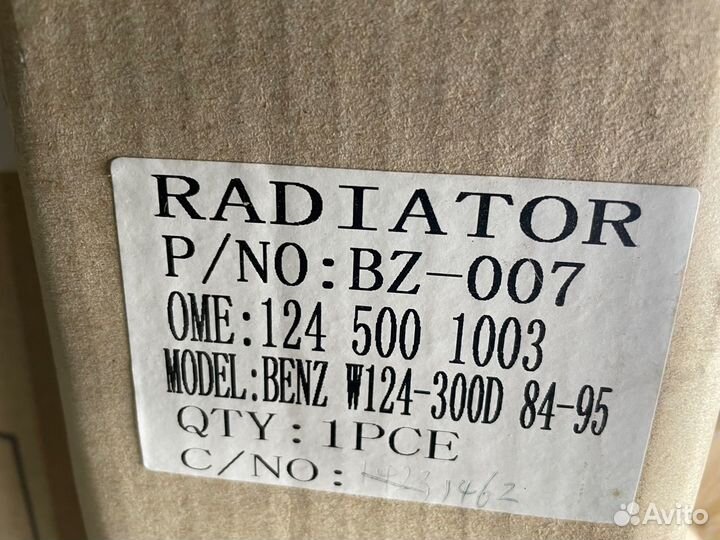 RADIATOR
P/NO:BZ-007
OME:124 500 1003
MODEL:BENZ W124-300D 84-95
QTY:1PCE
C/NO:
Avito